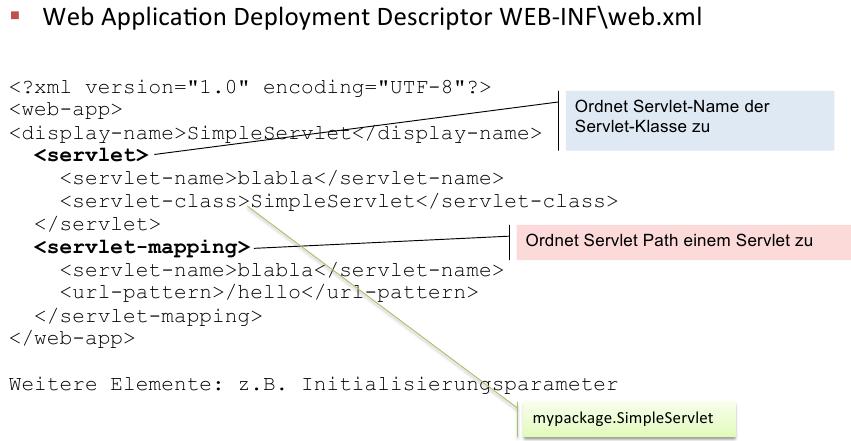 ▪ Web Application Deployment Descriptor WEB-INF\web.xml
<?xml version="1.0" encoding="UTF-8"?>
<web-app>
Ordnet Servlet-Name der
Servlet-Klasse zu
<display-name>SimpleServlet</display-name>
<servlet>
<servlet-name>blabla</servlet-name>
<servlet-class>SimpleServlet</servlet-class>
</servlet>
<servlet-mapping>
Ordnet Servlet Path einem Servlet zu
<servlet-name>blabla</servlet-name>
<url-pattern>/hello</url-pattern>
</servlet-mapping>
</web-app>
Weitere Elemente: z.B. Initialisierungsparameter
mypackage.SimpleServlet